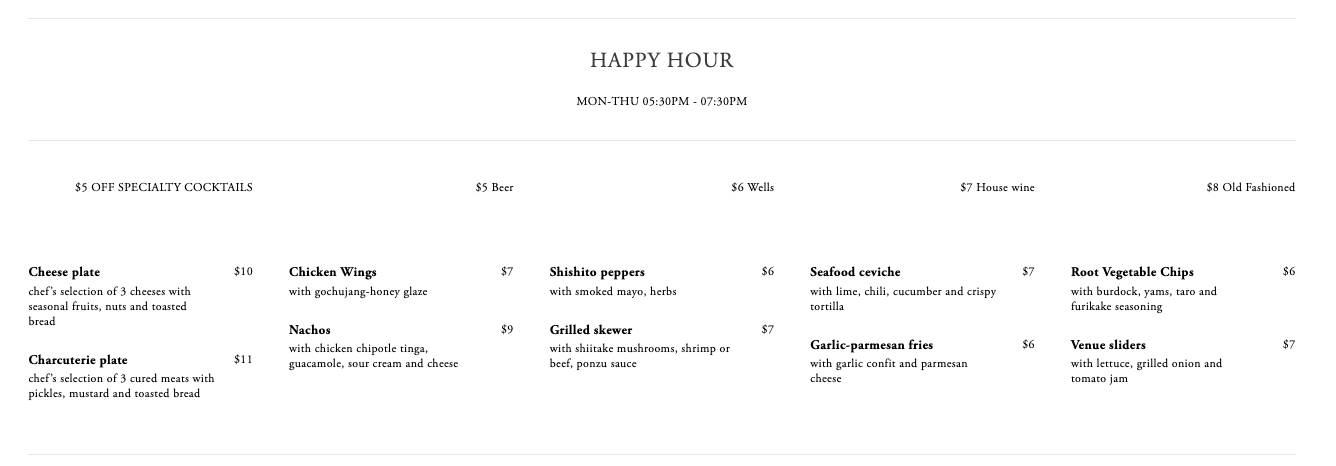 HAPPY HOUR
MON-THU 05:30PM - 07:30PM
$5 OFF SPECIALTY COCKTAILS
$5 Beer
$6 Wells
$7 House wine
$8 Old Fashioned
Cheese plate $10
chef's selection of 3 cheeses with
seasonal fruits, nuts and toasted
bread
Charcuterie plate $11
chef's selection of 3 cured meats with
pickles, mustard and toasted bread
Chicken Wings $7
with gochujang-honey glaze
Nachos $9
with chicken chipotle tinga,
guacamole, sour cream and cheese
Shishito peppers $6
with smoked mayo, herbs
Grilled skewer $7
with shiitake mushrooms, shrimp or
beef, ponzu sauce
Seafood ceviche $7
with lime, chili, cucumber and crispy
tortilla
Garlic-parmesan fries $6
with garlic confit and parmesan
cheese
Root Vegetable Chips $6
with burdock, yams, taro and
furikake seasoning
Venue sliders $7
with lettuce, grilled onion and
tomato jam